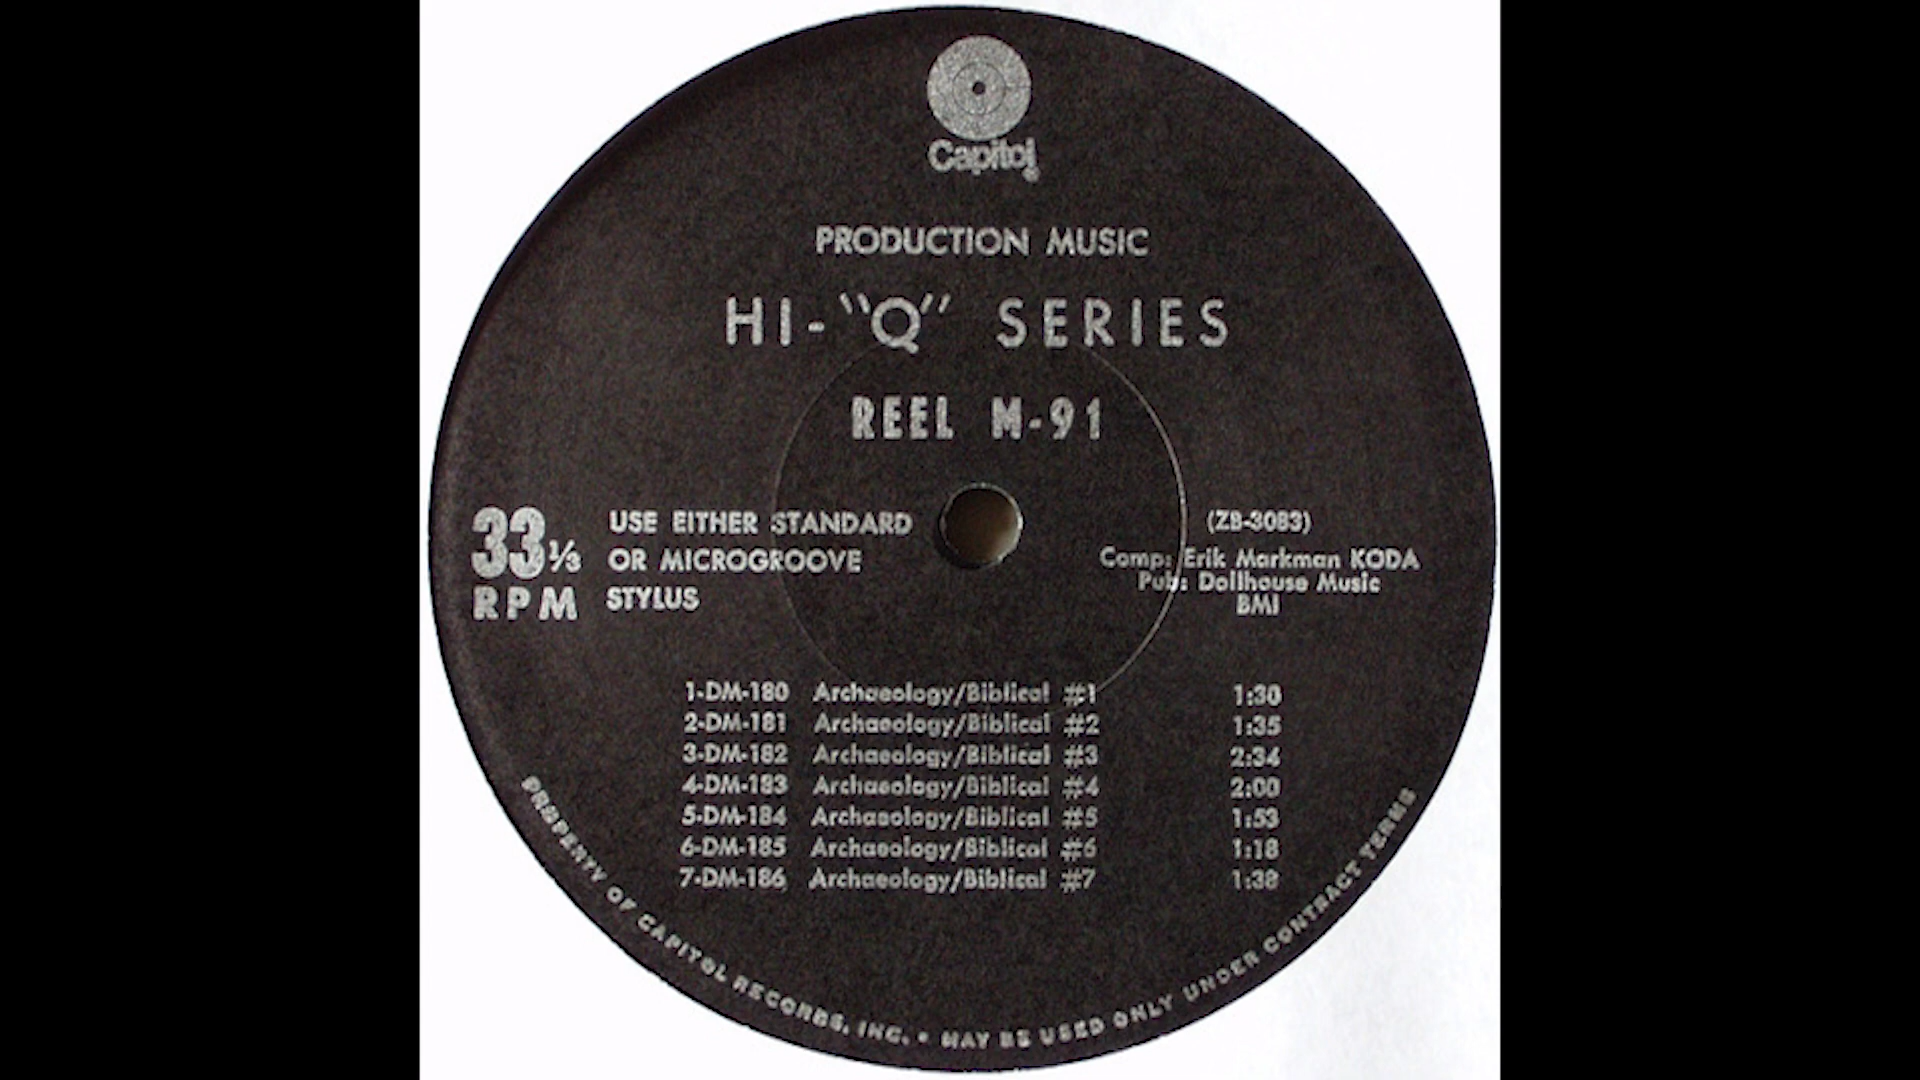 Capitol
®
PRODUCTION MUSIC
HI-"Q" SERIES
REEL M-91
33⅓
RPM
USE EITHER STANDARD
OR MICROGROOVE
STYLUS
(ZB-3083)
Comp: Erik Markman KODA
Pub: Dollhouse Music
BMI
1-DM-180 Archaeology/Biblical #1 1:30
2-DM-181 Archaeology/Biblical #2 1:35
3-DM-182 Archaeology/Biblical #3 2:34
4-DM-183 Archaeology/Biblical #4 2:00
5-DM-184 Archaeology/Biblical #5 1:53
6-DM-185 Archaeology/Biblical #6 1:18
7-DM-186 Archaeology/Biblical #7 1:38
PROPERTY OF CAPITOL RECORDS, INC. • MAY BE USED ONLY UNDER CONTRACT TERMS